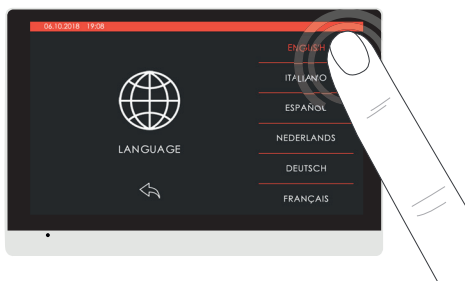 06.10.2018 19:08
ENGLISH
ITALIANO
ESPAÑOL
LANGUAGE
NEDERLANDS
DEUTSCH
FRANÇAIS